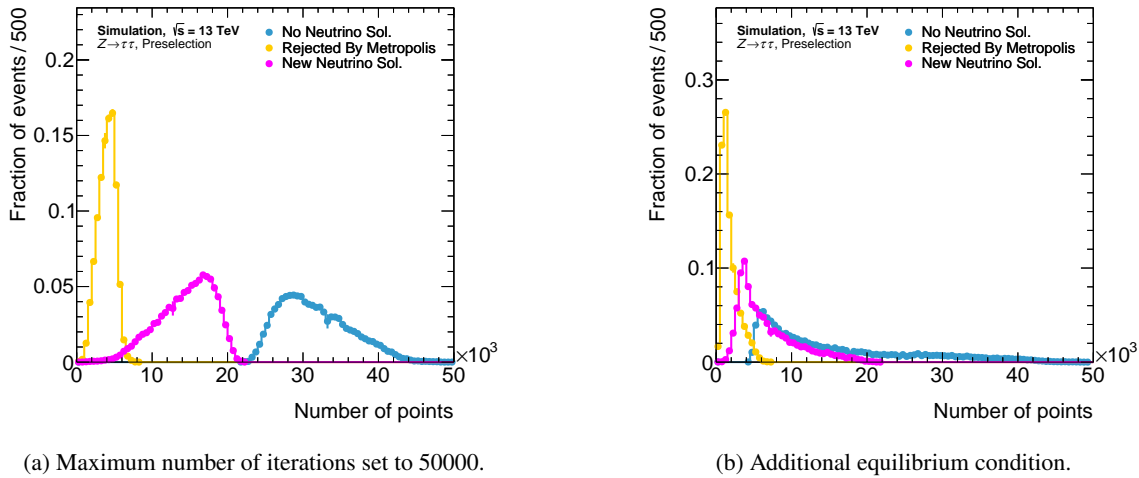 Fraction of events / 500
0.2
0.15
0.1
0.05
0
Simulation, √s = 13 TeV
Z→ττ, Preselection
No Neutrino Sol.
Rejected By Metropolis
New Neutrino Sol.
0 10 20 30 40 50
×10³
Number of points
(a) Maximum number of iterations set to 50000.
Fraction of events / 500
0.3
0.2
0.1
0
Simulation, √s = 13 TeV
Z→ττ, Preselection
No Neutrino Sol.
Rejected By Metropolis
New Neutrino Sol.
0 10 20 30 40 50
×10³
Number of points
(b) Additional equilibrium condition.